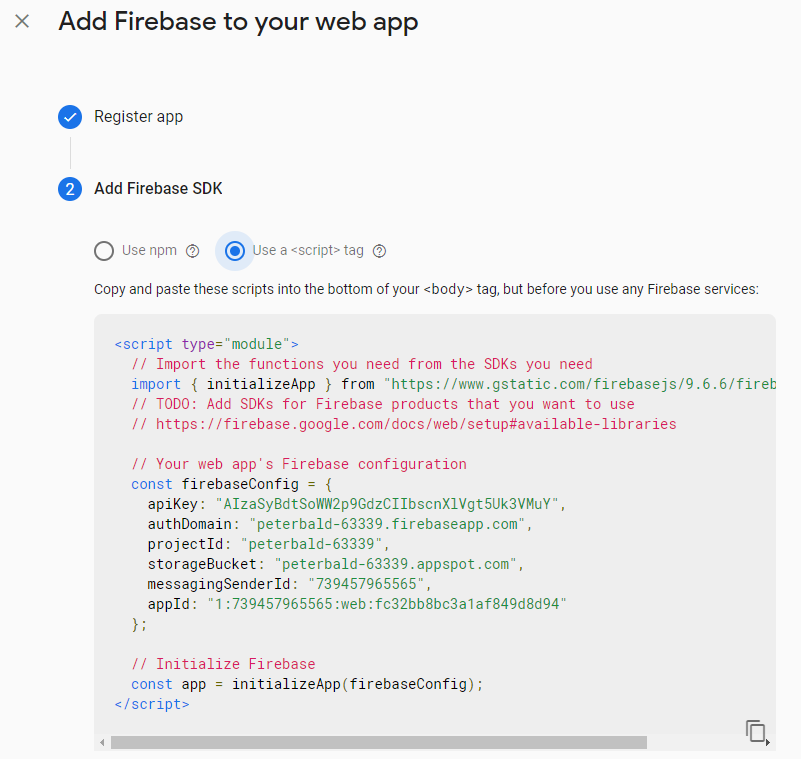 Add Firebase to your web app
Register app
2 Add Firebase SDK
Use npm ? Use a <script> tag ?
Copy and paste these scripts into the bottom of your <body> tag, but before you use any Firebase services:
<script type="module">
// Import the functions you need from the SDKs you need
import { initializeApp } from "https://www.gstatic.com/firebasejs/9.6.6/fireb
// TODO: Add SDKs for Firebase products that you want to use
// https://firebase.google.com/docs/web/setup#available-libraries
// Your web app's Firebase configuration
const firebaseConfig = {
apiKey: "AIzaSyBdtSoWW2p9GdzCIIbscnXlVgt5Uk3VMuY",
authDomain: "peterbald-63339.firebaseapp.com",
projectId: "peterbald-63339",
storageBucket: "peterbald-63339.appspot.com",
messagingSenderId: "739457965565",
appId: "1:739457965565:web:fc32bb8bc3a1af849d8d94"
};
// Initialize Firebase
const app = initializeApp(firebaseConfig);
</script>